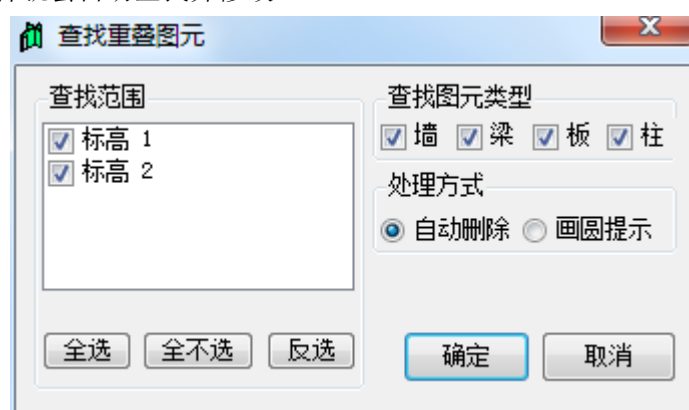 查找重叠图元
查找范围
标高 1
标高 2
全选 全不选 反选
查找图元类型
墙 梁 板 柱
处理方式
自动删除 画圆提示
确定 取消